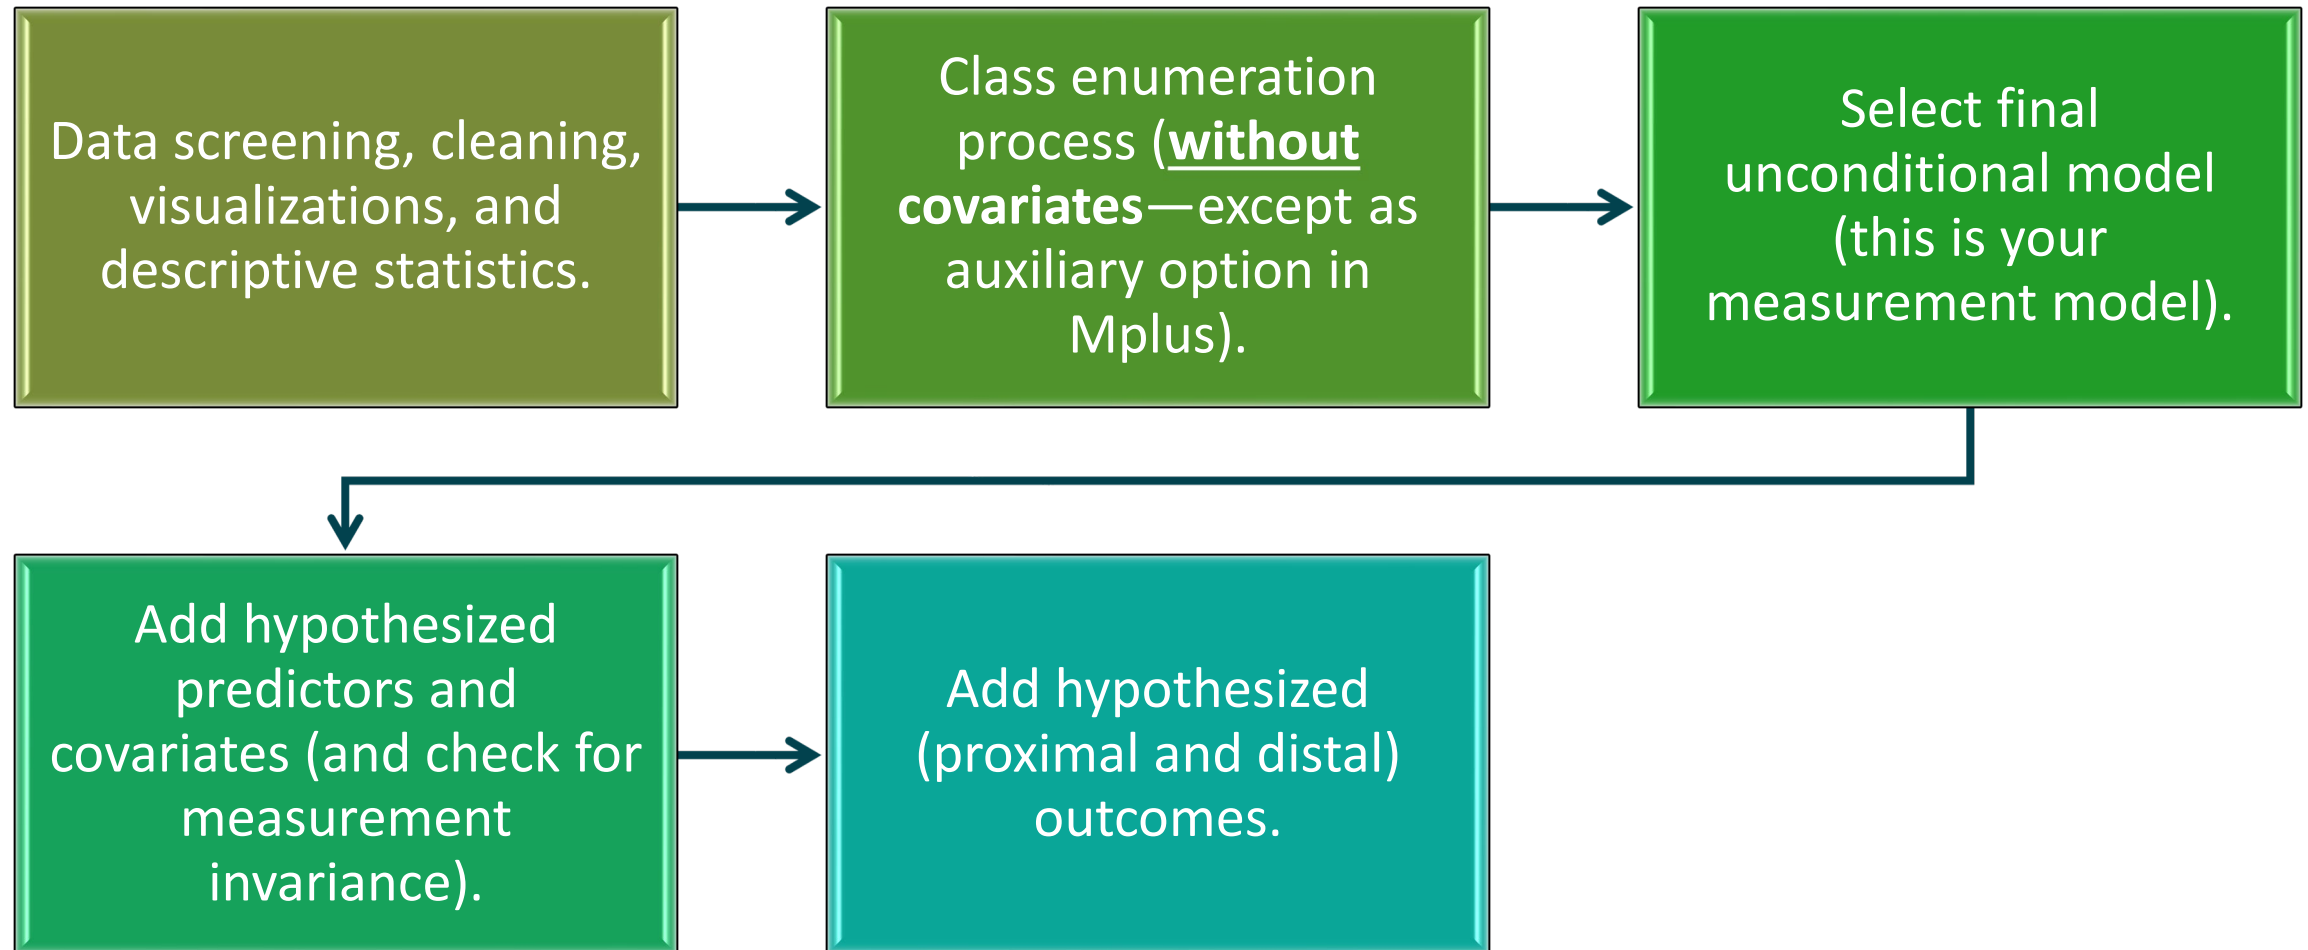 Data screening, cleaning,
visualizations, and
descriptive statistics.
Class enumeration
process (without
covariates—except as
auxiliary option in
Mplus).
Select final
unconditional model
(this is your
measurement model).
Add hypothesized
predictors and
covariates (and check for
measurement
invariance).
Add hypothesized
(proximal and distal)
outcomes.